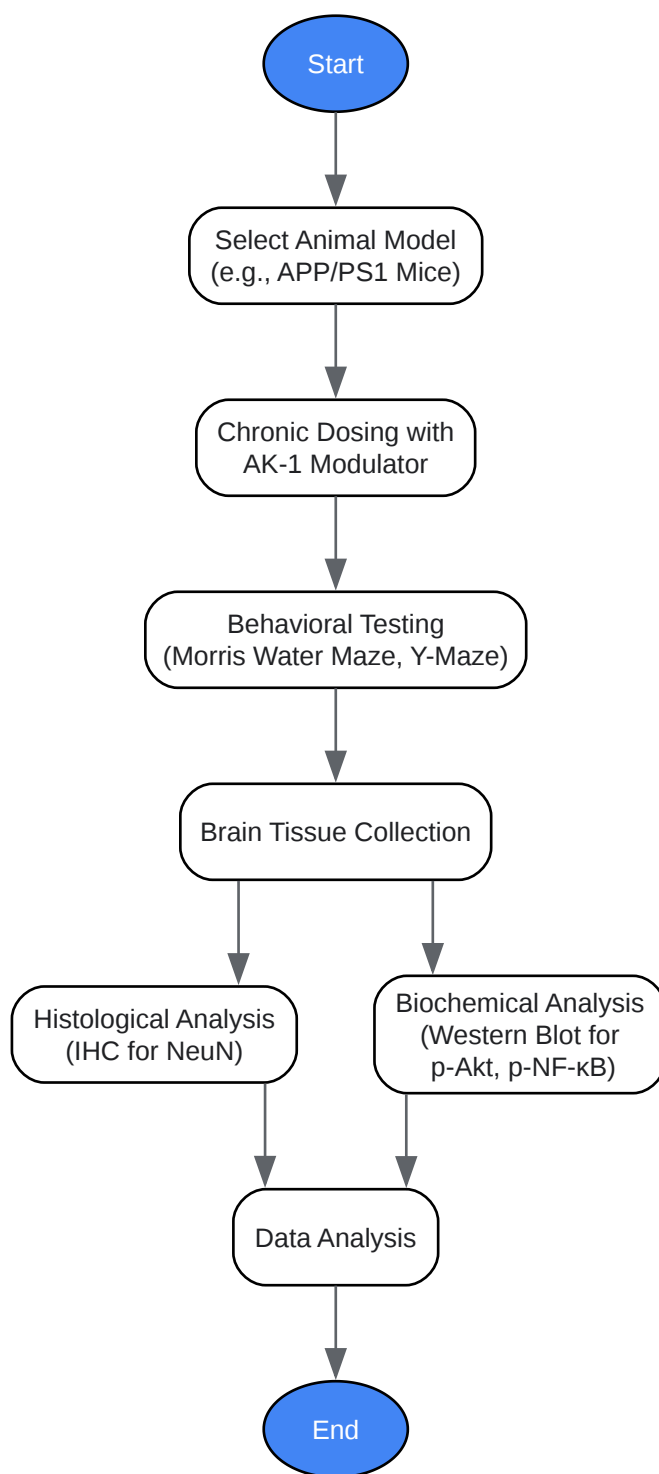 Start
Select Animal Model
(e.g., APP/PS1 Mice)
Chronic Dosing with
AK-1 Modulator
Behavioral Testing
(Morris Water Maze, Y-Maze)
Brain Tissue Collection
Histological Analysis
(IHC for NeuN)
Biochemical Analysis
(Western Blot for
p-Akt, p-NF-κB)
Data Analysis
End